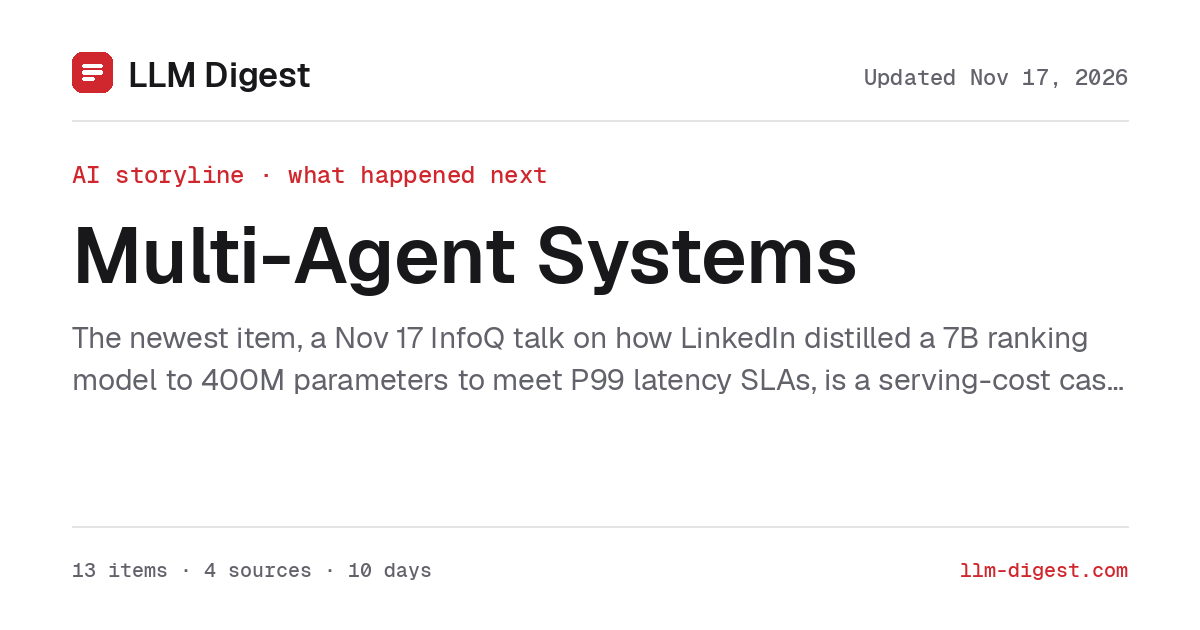 LLM Digest
Updated Nov 17, 2026
AI storyline · what happened next
Multi-Agent Systems
The newest item, a Nov 17 InfoQ talk on how LinkedIn distilled a 7B ranking
model to 400M parameters to meet P99 latency SLAs, is a serving-cost cas…
13 items · 4 sources · 10 days
llm-digest.com